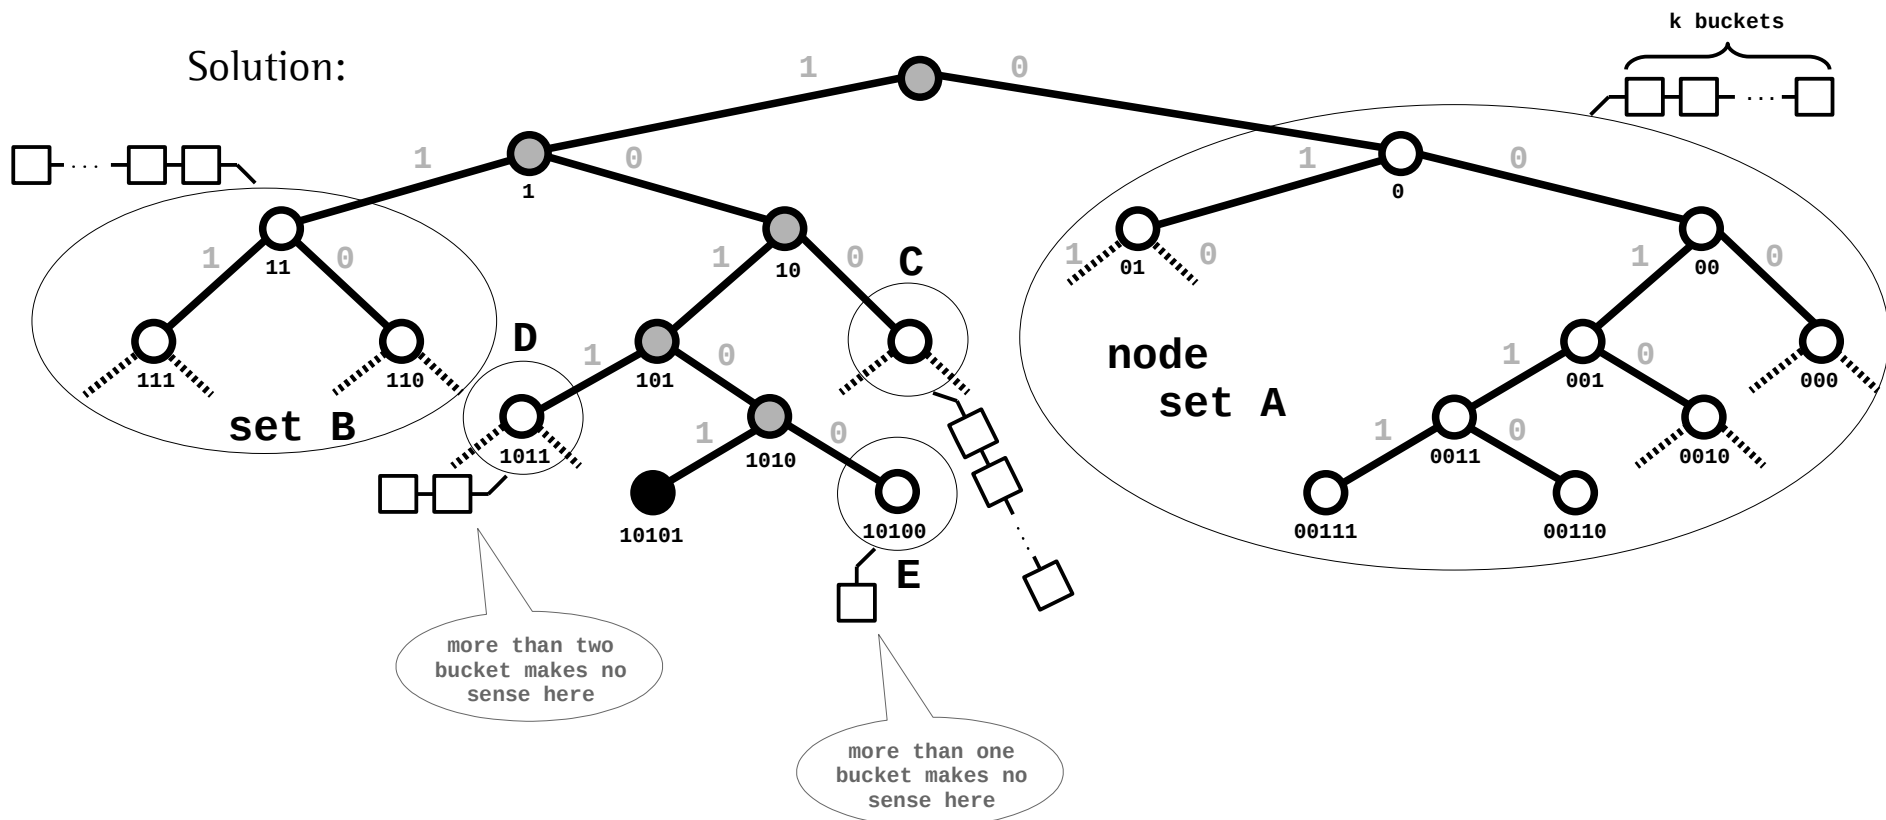 k buckets
Solution:
1 0
1 0 1 0
1 0
1 0 1 0 C 1 0 1 0
11 10 01 00
D 1 0 node 1 0
111 110 101 001 000
set B set A
1 0 1 0
1011 1010 0011 0010
10101 10100 00111 00110
E
more than two
bucket makes no
sense here
more than one
bucket makes no
sense here